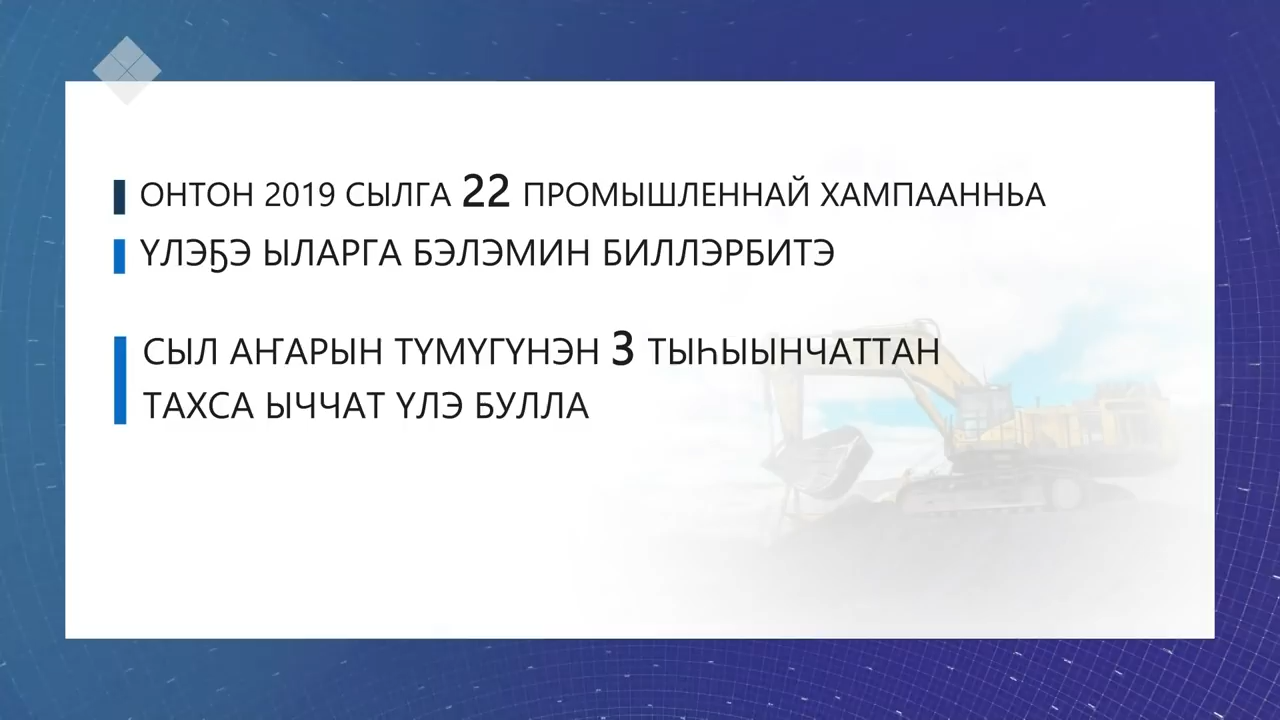 ОНТОН 2019 СЫЛГА 22 ПРОМЫШЛЕННАЙ ХАМПААННЬА
ҮЛЭҔЭ ЫЛАРГА БЭЛЭМИН БИЛЛЭРБИТЭ
СЫЛ АҤАРЫН ТҮМҮГҮНЭН 3 ТЫҺЫЫНЧАТТАН
ТАХСА ЫЧЧАТ ҮЛЭ БУЛЛА